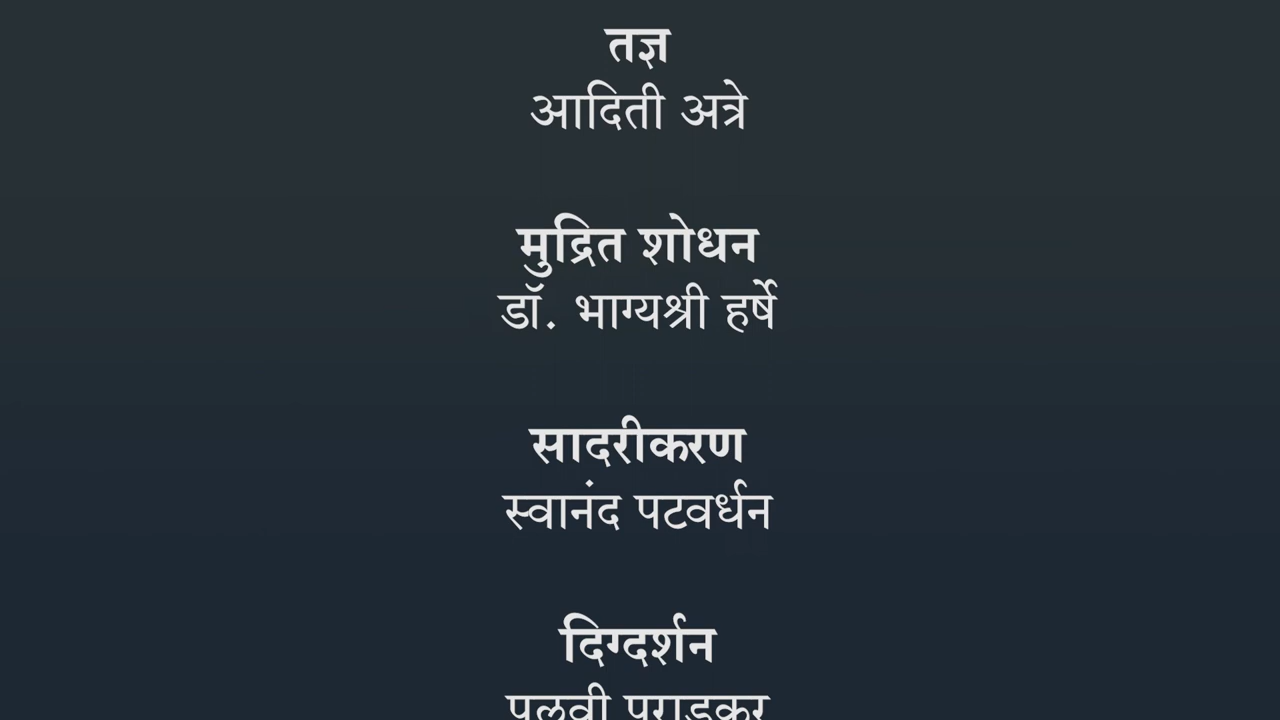 तज्ञ
आदिती अत्रे
मुद्रित शोधन
डॉ. भाग्यश्री हर्षे
सादरीकरण
स्वानंद पटवर्धन
दिग्दर्शन